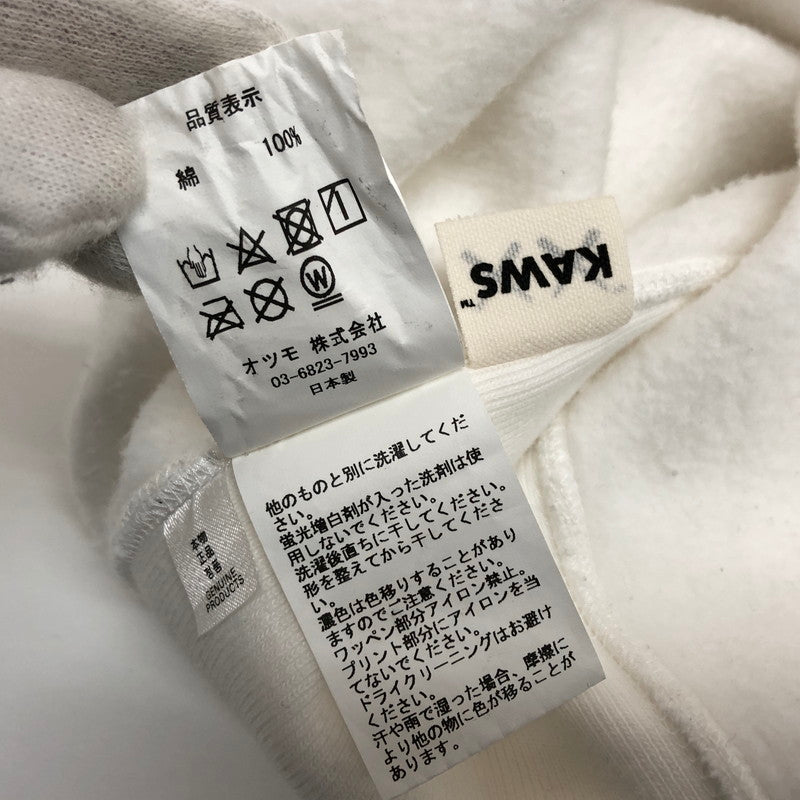 品質表示
綿 100%
W
オツモ 株式会社
03-6823-7993
日本製
KAWS
TM
他のものと別に洗濯してくだ
さい。
蛍光増白剤が入った洗剤は使
用しないでください。
洗濯後直ちに干してくださ
形を整えてから干してくださ
い。
濃色は色移りすることがあり
ますのでご注意ください。
ワッペン部分アイロン禁止。
プリント部分にアイロンを当
てないでください。
ドライクリーニングはお避け
ください。
汗や雨で湿った場合、摩擦に
より他の物に色が移ることが
あります。
正品
정품
GENUINE
PRODUCTS